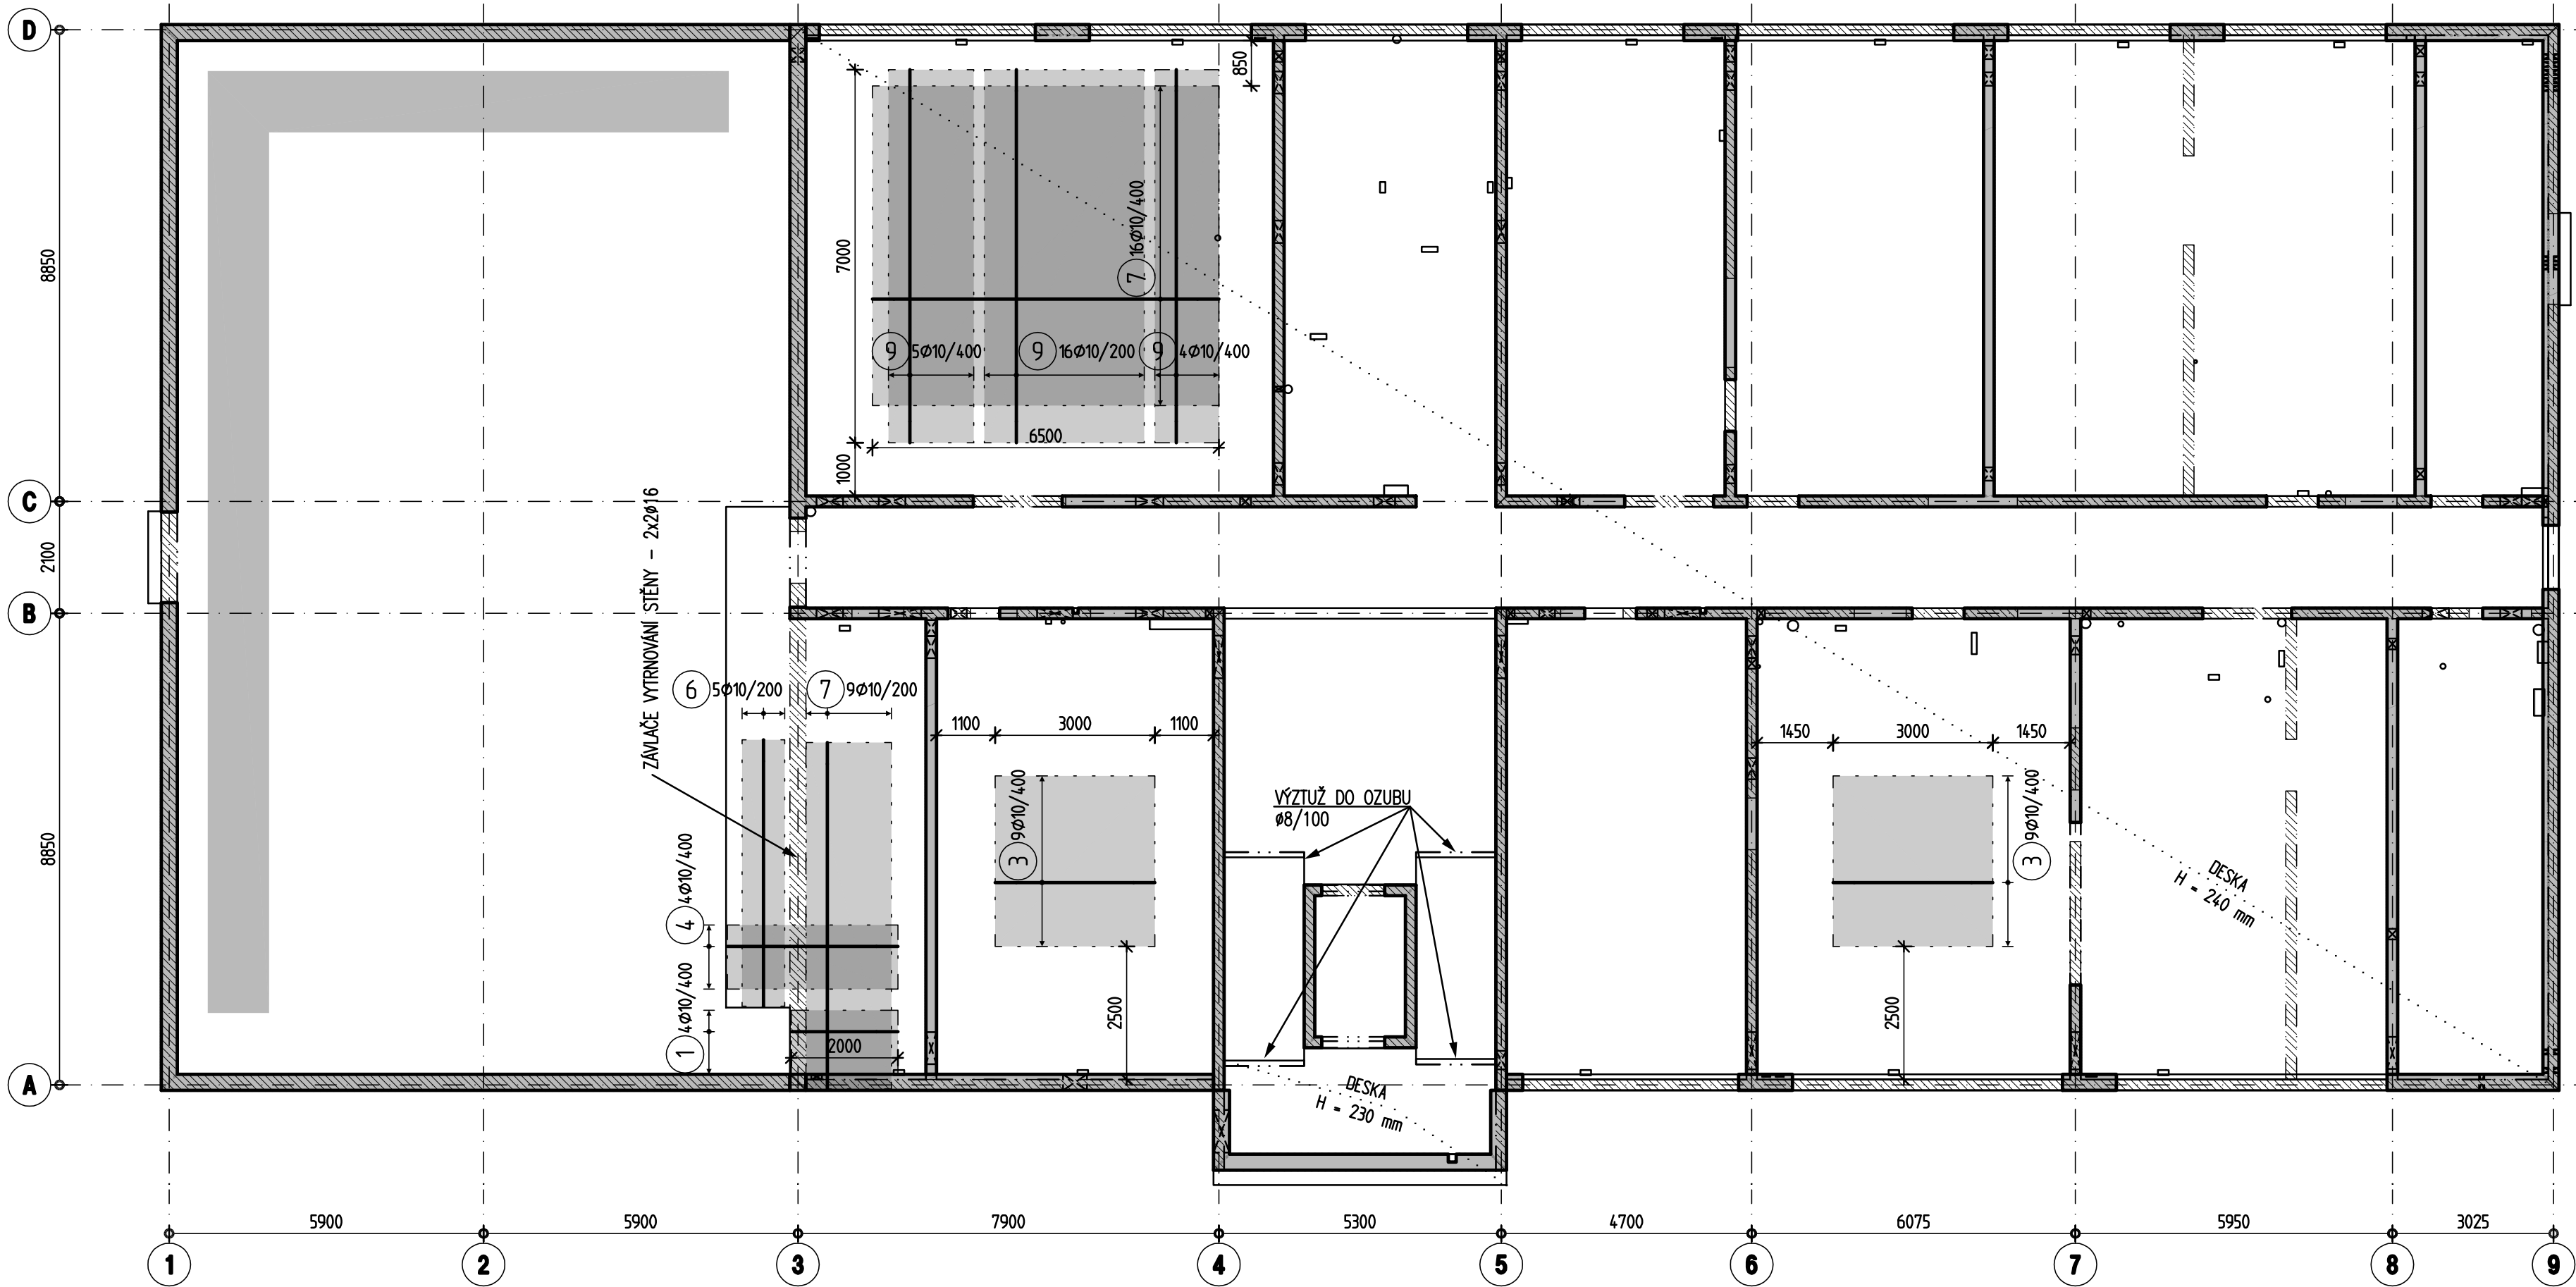 D
850
7 16ø10/400
8850
7000
9 5ø10/400
9 16ø10/200
9 4ø10/400
6500
1000
C
ZÁVLAČE VYTRNOVÁNÍ STĚNY - 2x2ø16
2100
B
6 5ø10/200
7 9ø10/200
1100
3000
1100
1450
3000
1450
3 9ø10/400
VÝZTUŽ DO OZUBU
ø8/100
3 9ø10/400
8850
4 4ø10/400
DESKA
H = 240 mm
1 4ø10/400
2500
2500
2000
A
DESKA
H = 230 mm
5900
5900
7900
5300
4700
6075
5950
3025
1
2
3
4
5
6
7
8
9